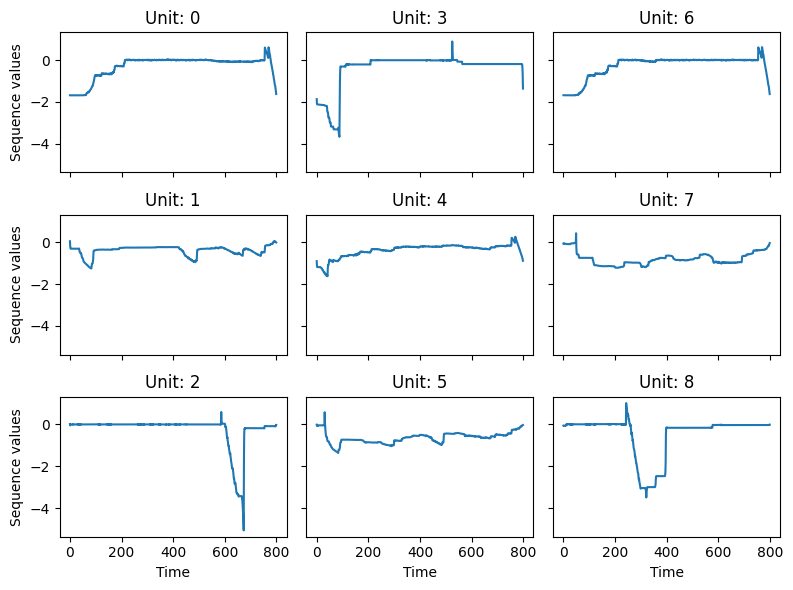 Unit: 0 Unit: 3 Unit: 6
Sequence values
0
−2
−4
Unit: 1 Unit: 4 Unit: 7
Sequence values
0
−2
−4
Unit: 2 Unit: 5 Unit: 8
Sequence values
0
−2
−4
0 200 400 600 800 0 200 400 600 800 0 200 400 600 800
Time Time Time